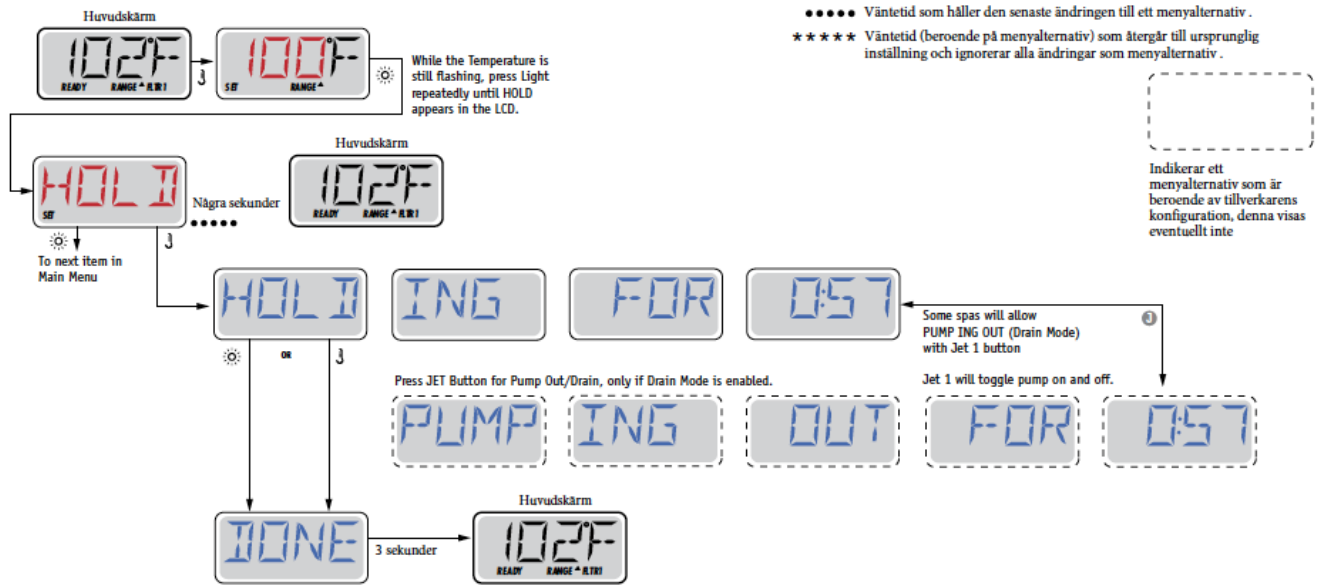 Huvudskärm
102°F
READY RANGE FLTR1
100°F
SET RANGE
While the Temperature is
still flashing, press Light
repeatedly until HOLD
appears in the LCD.
••••• Väntetid som håller den senaste ändringen till ett menyalternativ .
***** Väntetid (beroende på menyalternativ) som återgår till ursprunglig
inställning och ignorerar alla ändringar som menyalternativ .
Indikerar ett
menyalternativ som är
beroende av tillverkarens
konfiguration, denna visas
eventuellt inte
HOLD
SET
Några sekunder
•••••
Huvudskärm
102°F
READY RANGE FLTR1
To next item in
Main Menu
HOLD ING FOR 0:57
OR
Some spas will allow
PUMP ING OUT (Drain Mode)
with Jet 1 button
Press JET Button for Pump Out/Drain, only if Drain Mode is enabled.
Jet 1 will toggle pump on and off.
PUMP ING OUT FOR 0:57
DONE
3 sekunder
Huvudskärm
102°F
READY RANGE FLTR1